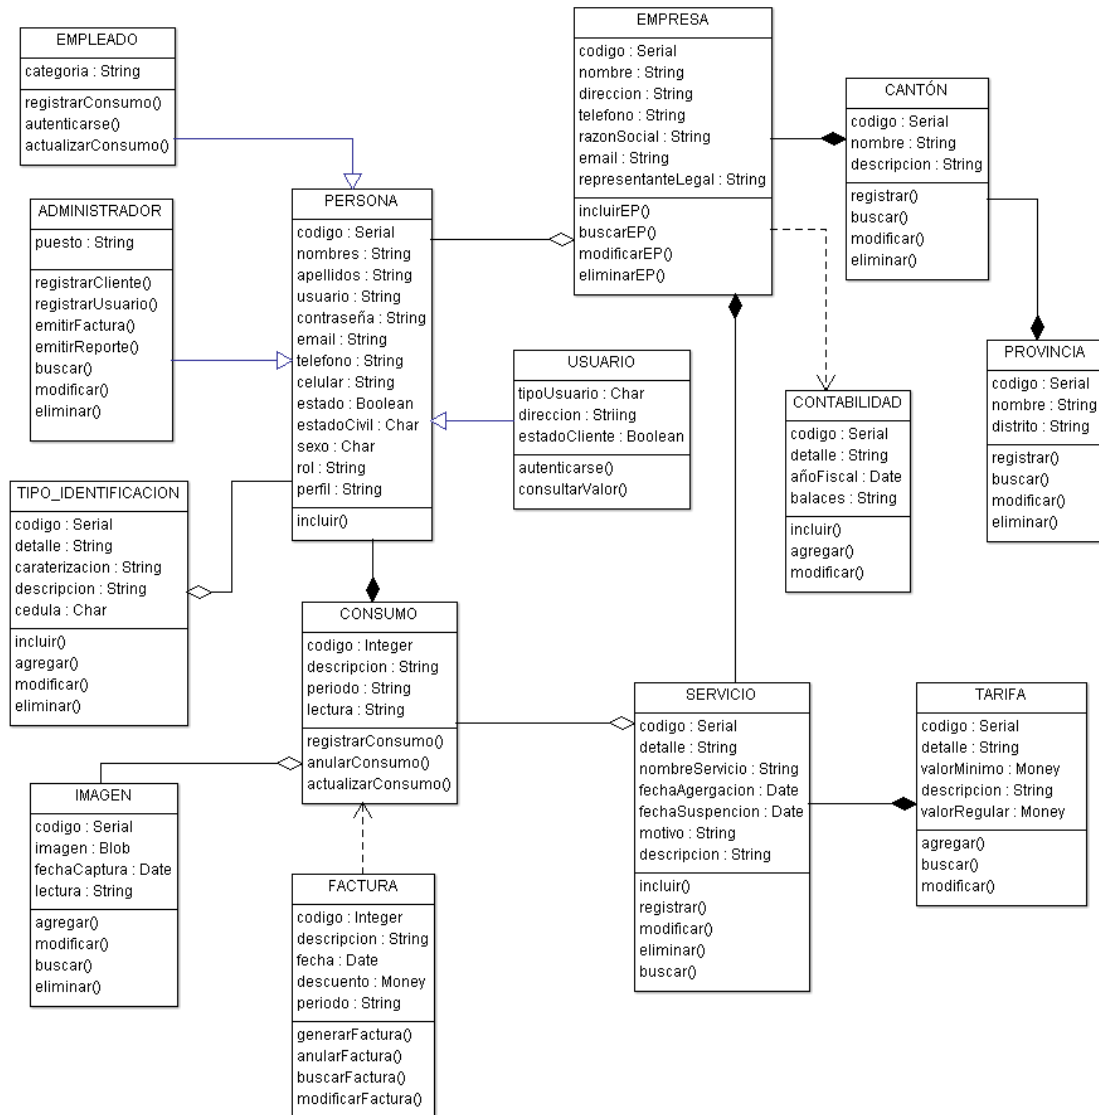 EMPLEADO
categoria : String
registrarConsumo()
autenticarse()
actualizarConsumo()
EMPRESA
codigo : Serial
nombre : String
direccion : String
telefono : String
razonSocial : String
email : String
representanteLegal : String
incluirEP()
buscarEP()
modificarEP()
eliminarEP()
CANTÓN
codigo : Serial
nombre : String
descripcion : String
registrar()
buscar()
modificar()
eliminar()
ADMINISTRADOR
puesto : String
registrarCliente()
registrarUsuario()
emitirFactura()
emitirReporte()
buscar()
modificar()
eliminar()
PERSONA
codigo : Serial
nombres : String
apellidos : String
usuario : String
contraseña : String
email : String
telefono : String
celular : String
estado : Boolean
estadoCivil : Char
sexo : Char
rol : String
perfil : String
incluir()
USUARIO
tipoUsuario : Char
direccion : Striing
estadoCliente : Boolean
autenticarse()
consultarValor()
CONTABILIDAD
codigo : Serial
detalle : String
añoFiscal : Date
balaces : String
incluir()
agregar()
modificar()
PROVINCIA
codigo : Serial
nombre : String
distrito : String
registrar()
buscar()
modificar()
eliminar()
TIPO_IDENTIFICACION
codigo : Serial
detalle : String
caraterizacion : String
descripcion : String
cedula : Char
incluir()
agregar()
modificar()
eliminar()
CONSUMO
codigo : Integer
descripcion : String
periodo : String
lectura : String
registrarConsumo()
anularConsumo()
actualizarConsumo()
SERVICIO
codigo : Serial
detalle : String
nombreServicio : String
fechaAgergacion : Date
fechaSuspencion : Date
motivo : String
descripcion : String
incluir()
registrar()
modificar()
eliminar()
buscar()
TARIFA
codigo : Serial
detalle : String
valorMinimo : Money
descripcion : String
valorRegular : Money
agregar()
buscar()
modificar()
IMAGEN
codigo : Serial
imagen : Blob
fechaCaptura : Date
lectura : String
agregar()
modificar()
buscar()
eliminar()
FACTURA
codigo : Integer
descripcion : String
fecha : Date
descuento : Money
periodo : String
generarFactura()
anularFactura()
buscarFactura()
modificarFactura()